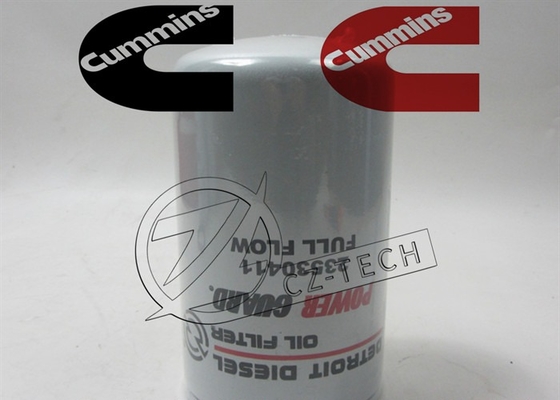 Cummins
Cummins
CZ-TECH
DETROIT DIESEL
OIL FILTER
POWER GUARD.
23530411
FULL FLOW